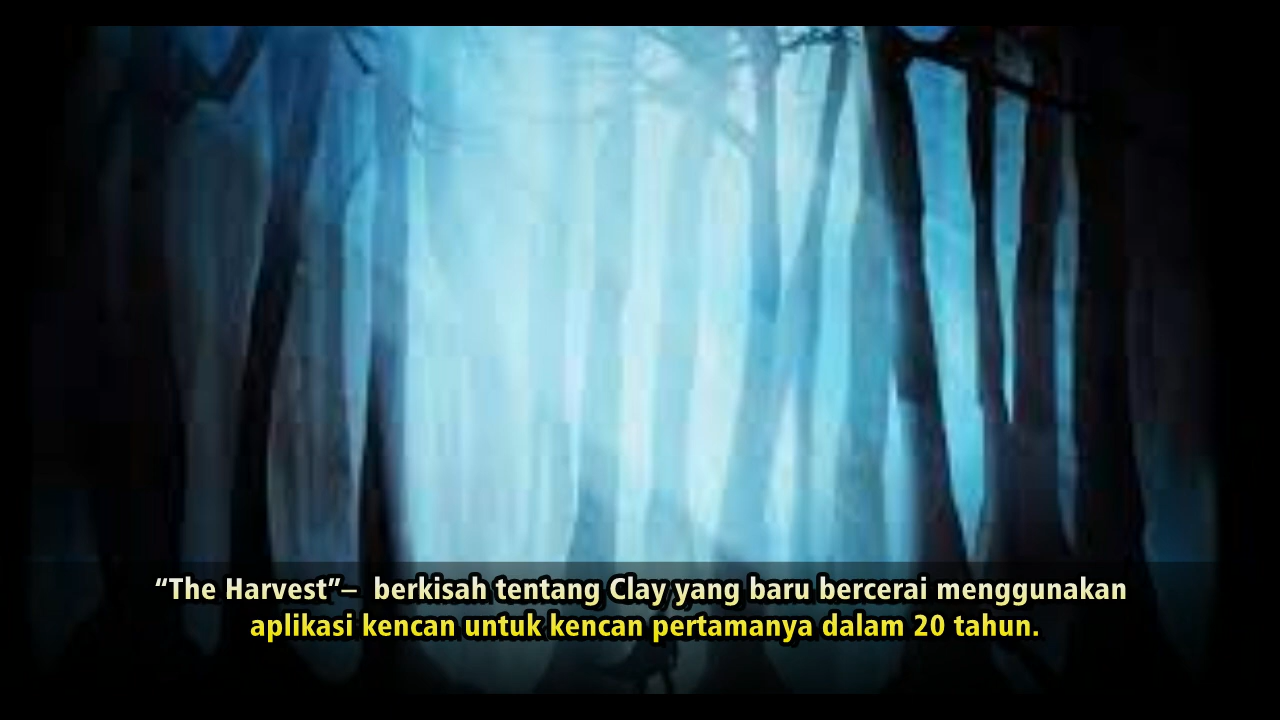 “The Harvest”–  berkisah tentang Clay yang baru bercerai menggunakan
aplikasi kencan untuk kencan pertamanya dalam 20 tahun.